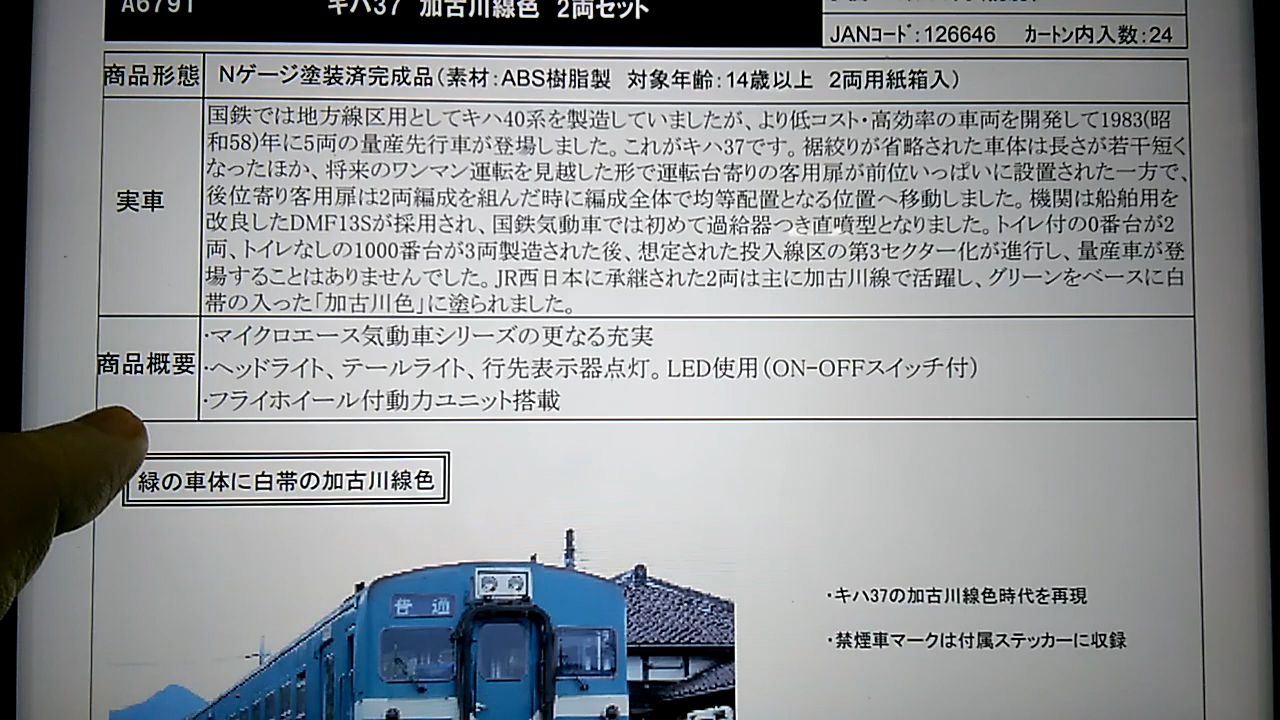 A6791
キハ37 加古川線色 2両セット
JANｺｰﾄﾞ：126646 カートン内入数：24
商品形態
Nゲージ塗装済完成品（素材：ABS樹脂製 対象年齢：14歳以上 2両用紙箱入）
実車
国鉄では地方線区用としてキハ40系を製造していましたが、より低コスト・高効率の車両を開発して1983(昭
和58)年に5両の量産先行車が登場しました。これがキハ37です。裾絞りが省略された車体は長さが若干短く
なったほか、将来のワンマン運転を見越した形で運転台寄りの客用扉が前位いっぱいに設置された一方で、
後位寄り客用扉は2両編成を組んだ時に編成全体で均等配置となる位置へ移動しました。機関は船舶用を
改良したDMF13Sが採用され、国鉄気動車では初めて過給器つき直噴型となりました。トイレ付の0番台が2
両、トイレなしの1000番台が3両製造された後、想定された投入線区の第3セクター化が進行し、量産車が登
場することはありませんでした。JR西日本に承継された2両は主に加古川線で活躍し、グリーンをベースに白
帯の入った「加古川色」に塗られました。
商品概要
・マイクロエース気動車シリーズの更なる充実
・ヘッドライト、テールライト、行先表示器点灯。LED使用（ON-OFFスイッチ付）
・フライホイール付動力ユニット搭載
緑の車体に白帯の加古川線色
普通
・キハ37の加古川線色時代を再現
・禁煙車マークは付属ステッカーに収録